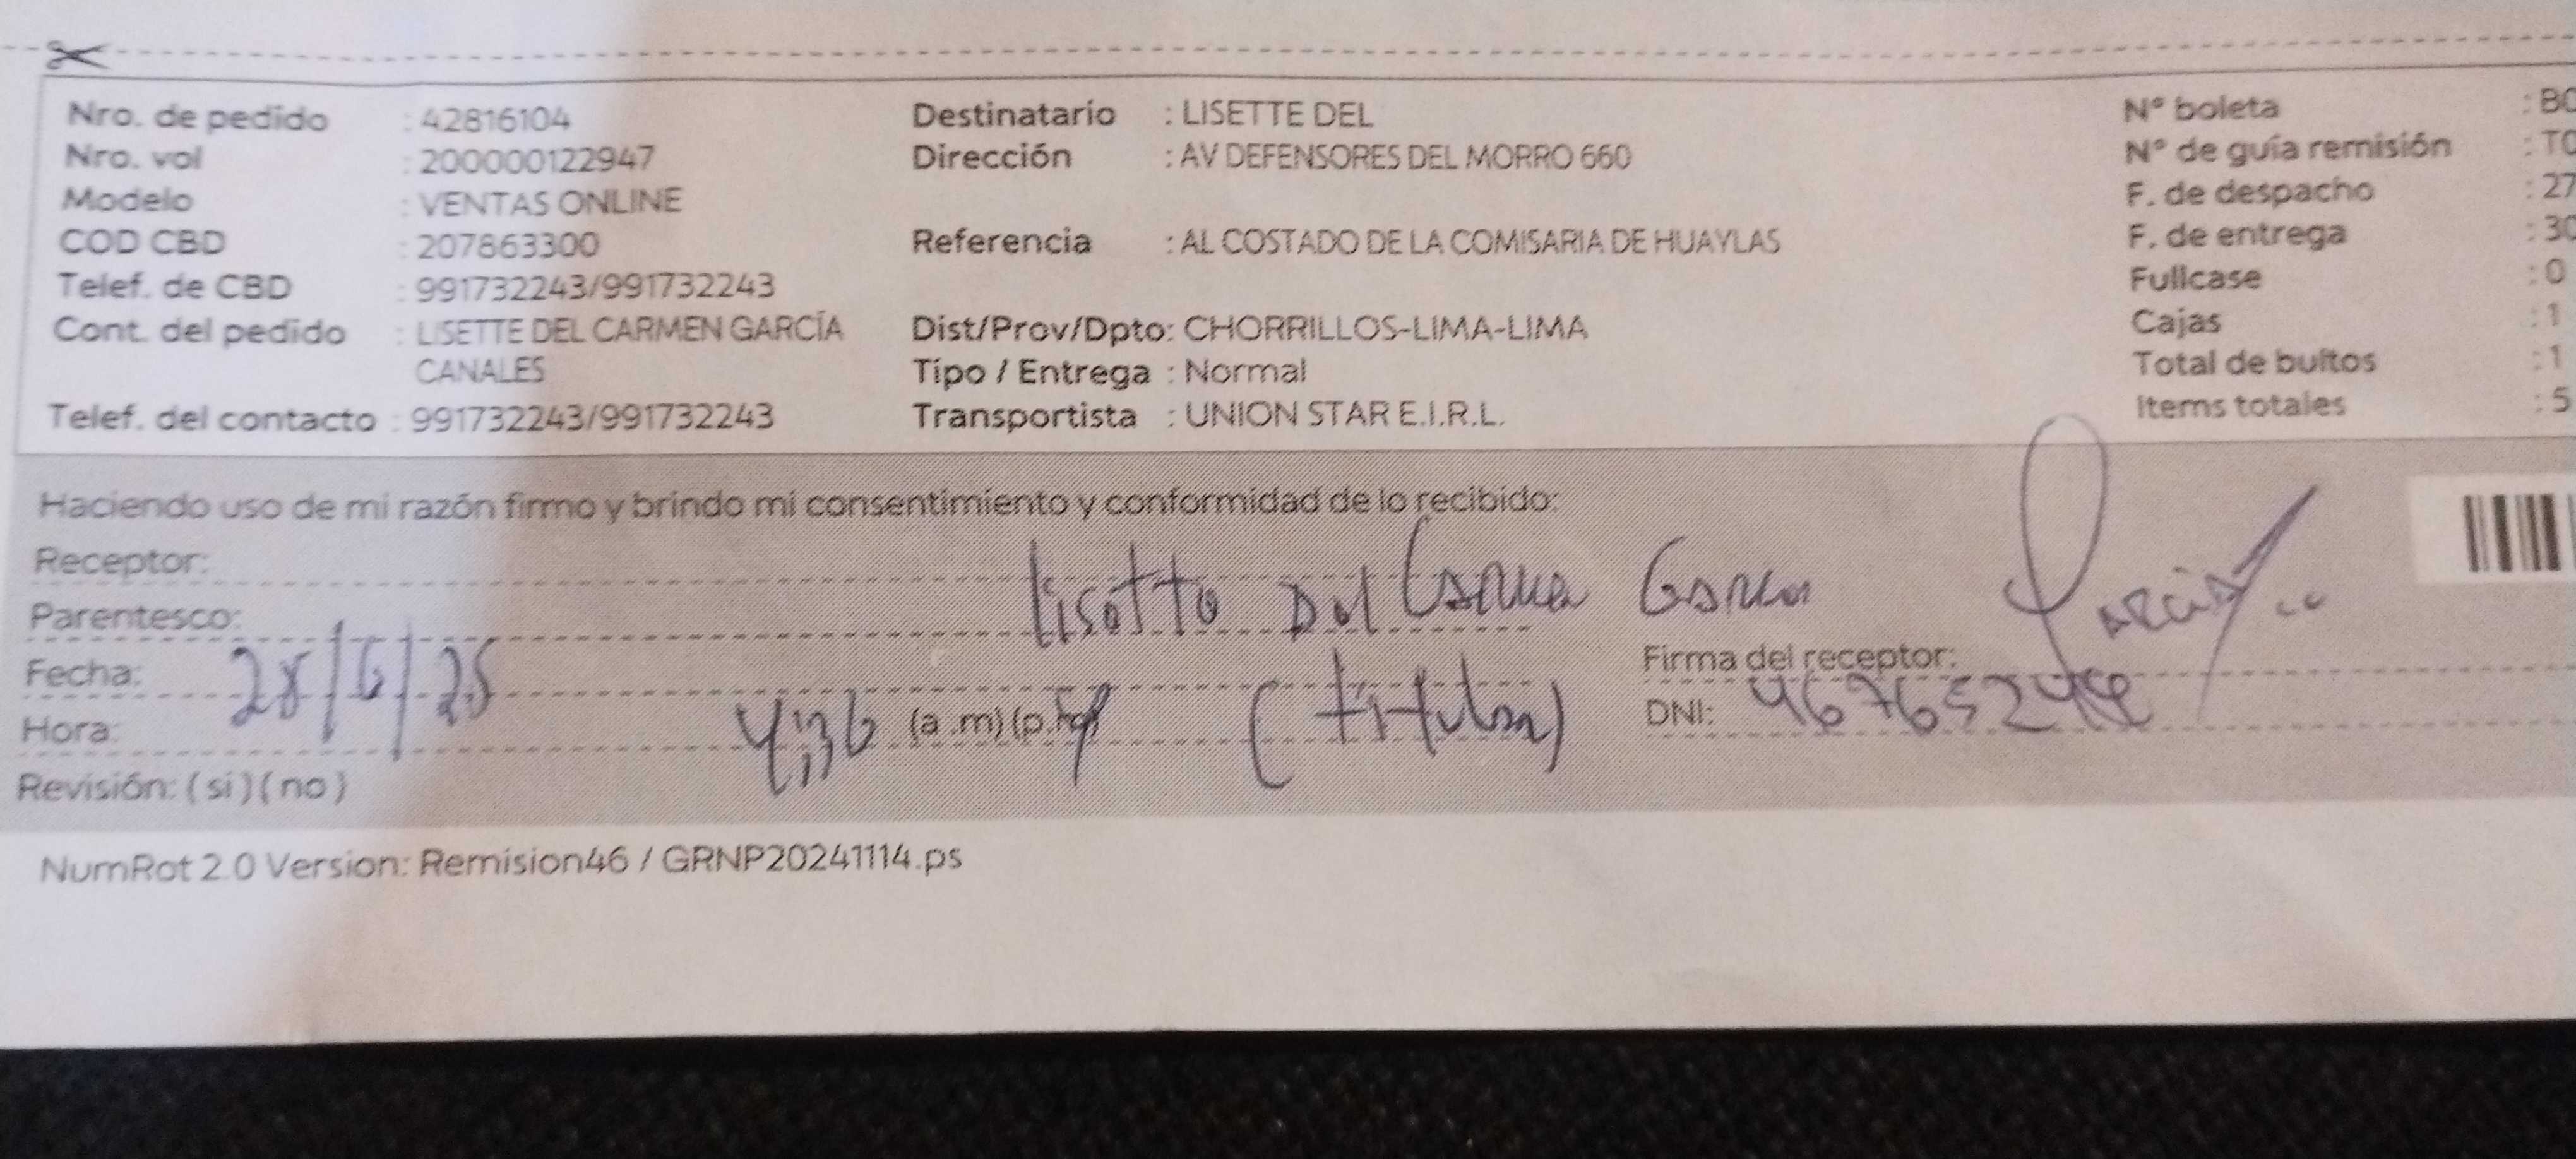 Nro. de pedido : 42816104
Nro. vol : 200000122947
Modelo : VENTAS ONLINE
COD CBD : 207863300
Telef. de CBD : 991732243/991732243
Cont. del pedido : LISETTE DEL CARMEN GARCÍA
CANALES
Telef. del contacto : 991732243/991732243
Destinatario : LISETTE DEL
Dirección : AV DEFENSORES DEL MORRO 660
Referencia : AL COSTADO DE LA COMISARIA DE HUAYLAS
Dist/Prov/Dpto: CHORRILLOS-LIMA-LIMA
Tipo / Entrega : Normal
Transportista : UNION STAR E.I.R.L.
N° boleta : B0
N° de guía remisión : T0
F. de despacho : 27
F. de entrega : 30
Fullcase : 0
Cajas : 1
Total de bultos : 1
Items totales : 5
Haciendo uso de mi razón firmo y brindo mi consentimiento y conformidad de lo recibido:
Receptor: Lisette Del Carmen Garcia
Parentesco: (titular)
Fecha: 28/6/25
Hora: 4:36 (a .m) (p.m)
Revisión: ( si ) ( no )
Firma del receptor:
DNI:
NumRot 2.0 Version: Remision46 / GRNP20241114.ps